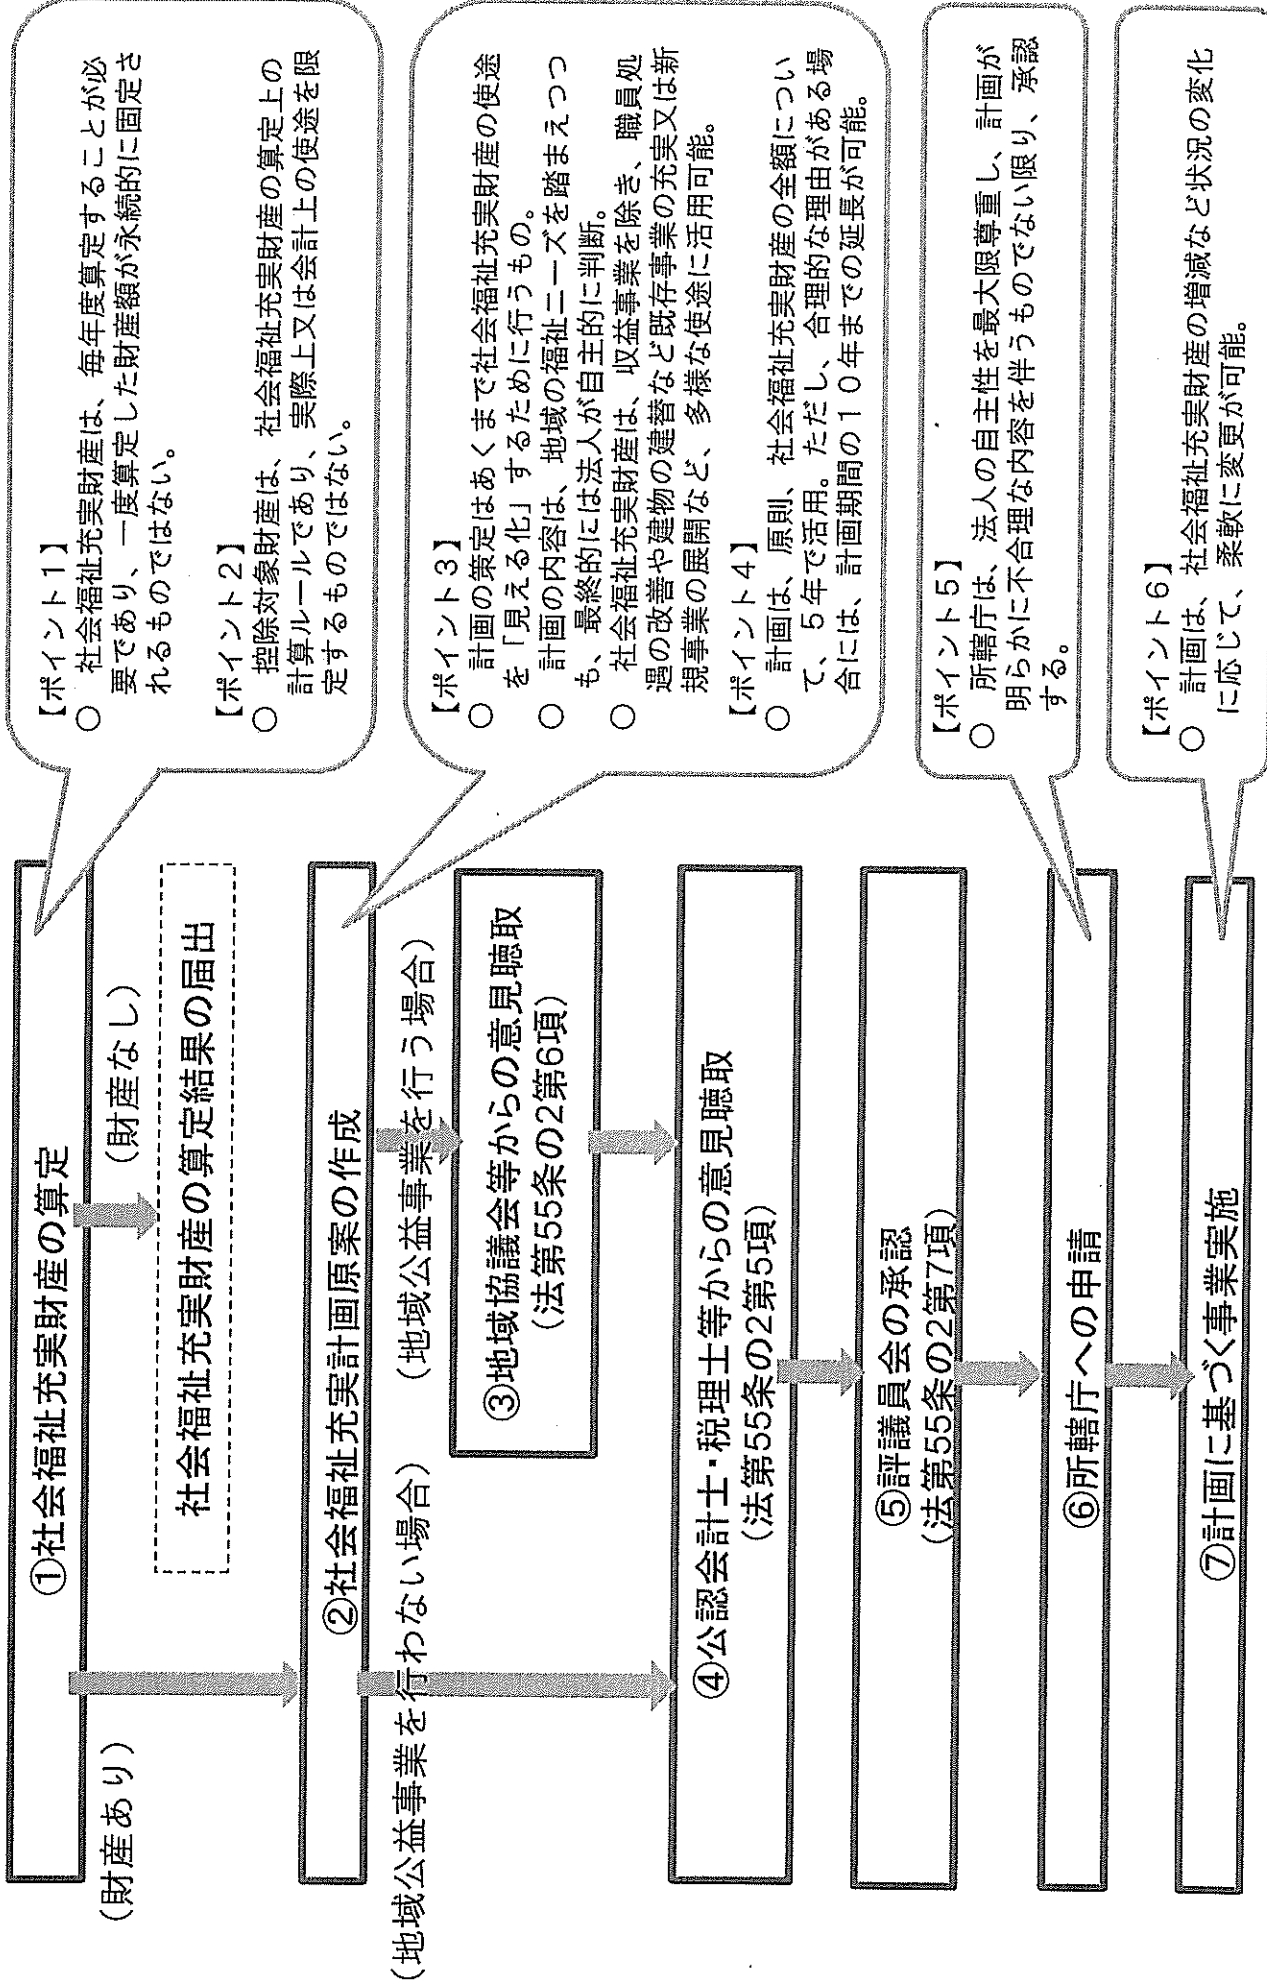 ①社会福祉充実財産の算定
（財産あり）
（財産なし）
社会福祉充実財産の算定結果の届出
②社会福祉充実計画原案の作成
（地域公益事業を行わない場合）
（地域公益事業を行う場合）
③地域協議会等からの意見聴取
（法第55条の2第6項）
④公認会計士・税理士等からの意見聴取
（法第55条の2第5項）
⑤評議員会の承認
（法第55条の2第7項）
⑥所轄庁への申請
⑦計画に基づく事業実施
【ポイント１】
○ 社会福祉充実財産は、毎年度算定することが必
要であり、一度算定した財産額が永続的に固定さ
れるものではない。
【ポイント２】
○ 控除対象財産は、社会福祉充実財産の算定上の
計算ルールであり、実際上又は会計上の使途を限
定するものではない。
【ポイント３】
○ 計画の策定はあくまで社会福祉充実財産の使途
を「見える化」するために行うもの。
○ 計画の内容は、地域の福祉ニーズを踏まえつつ
も、最終的には法人が自主的に判断。
○ 社会福祉充実財産は、収益事業を除き、職員処
遇の改善や建物の建替など既存事業の充実又は新
規事業の展開など、多様な使途に活用可能。
【ポイント４】
○ 計画は、原則、社会福祉充実財産の全額につい
て、５年で活用。ただし、合理的な理由がある場
合には、計画期間の１０年までの延長が可能。
【ポイント５】
○ 所轄庁は、法人の自主性を最大限尊重し、計画が
明らかに不合理な内容を伴うものでない限り、承認
する。
【ポイント６】
○ 計画は、社会福祉充実財産の増減など状況の変化
に応じて、柔軟に変更が可能。